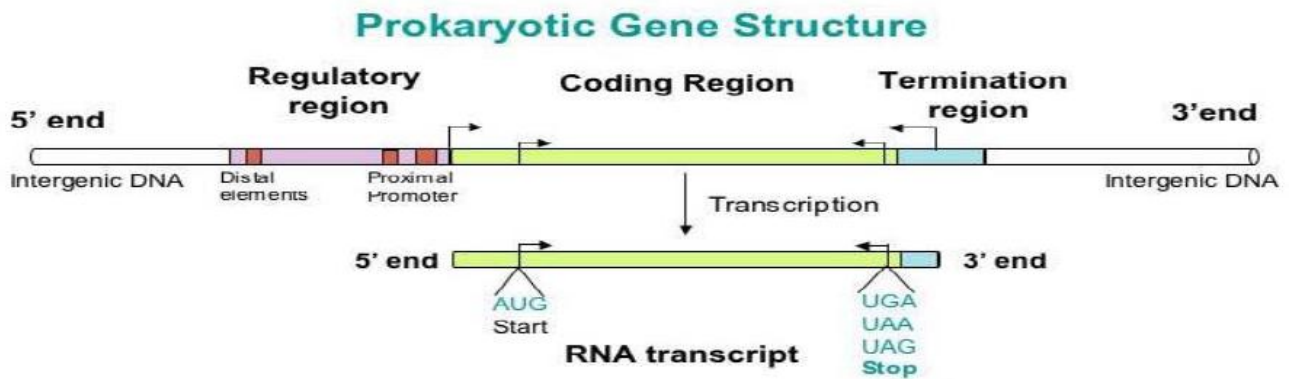 Prokaryotic Gene Structure
Regulatory
region
Coding Region
Termination
region
5' end
3'end
Intergenic DNA
Distal
elements
Proximal
Promoter
Intergenic DNA
Transcription
5' end
3' end
AUG
Start
UGA
UAA
UAG
Stop
RNA transcript